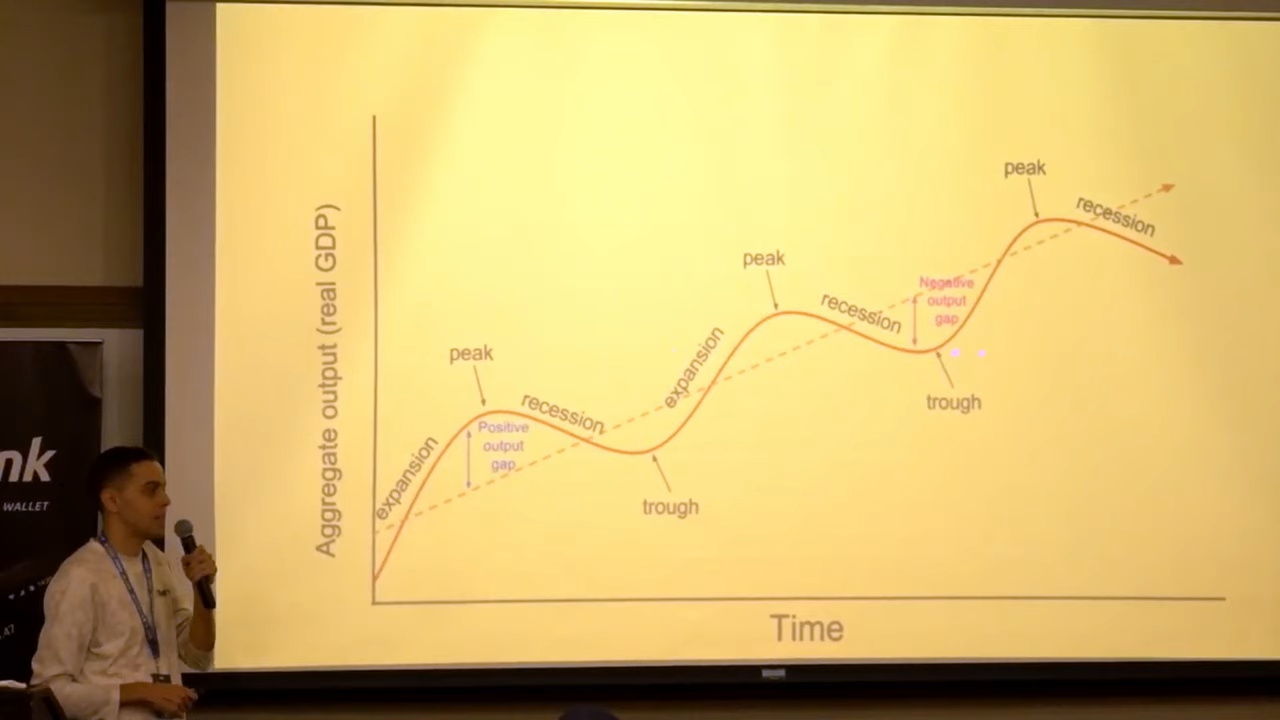 Aggregate output (real GDP)
expansion
peak
Positive
output
gap
recession
trough
expansion
peak
recession
Negative
output
gap
trough
peak
recession
Time
nk
WALLET